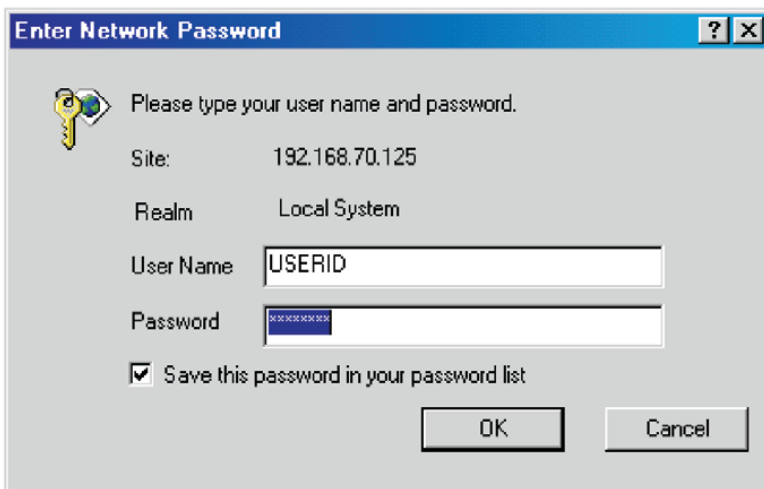 Enter Network Password
Please type your user name and password.
Site: 192.168.70.125
Realm Local System
User Name USERID
Password ********
Save this password in your password list
OK Cancel